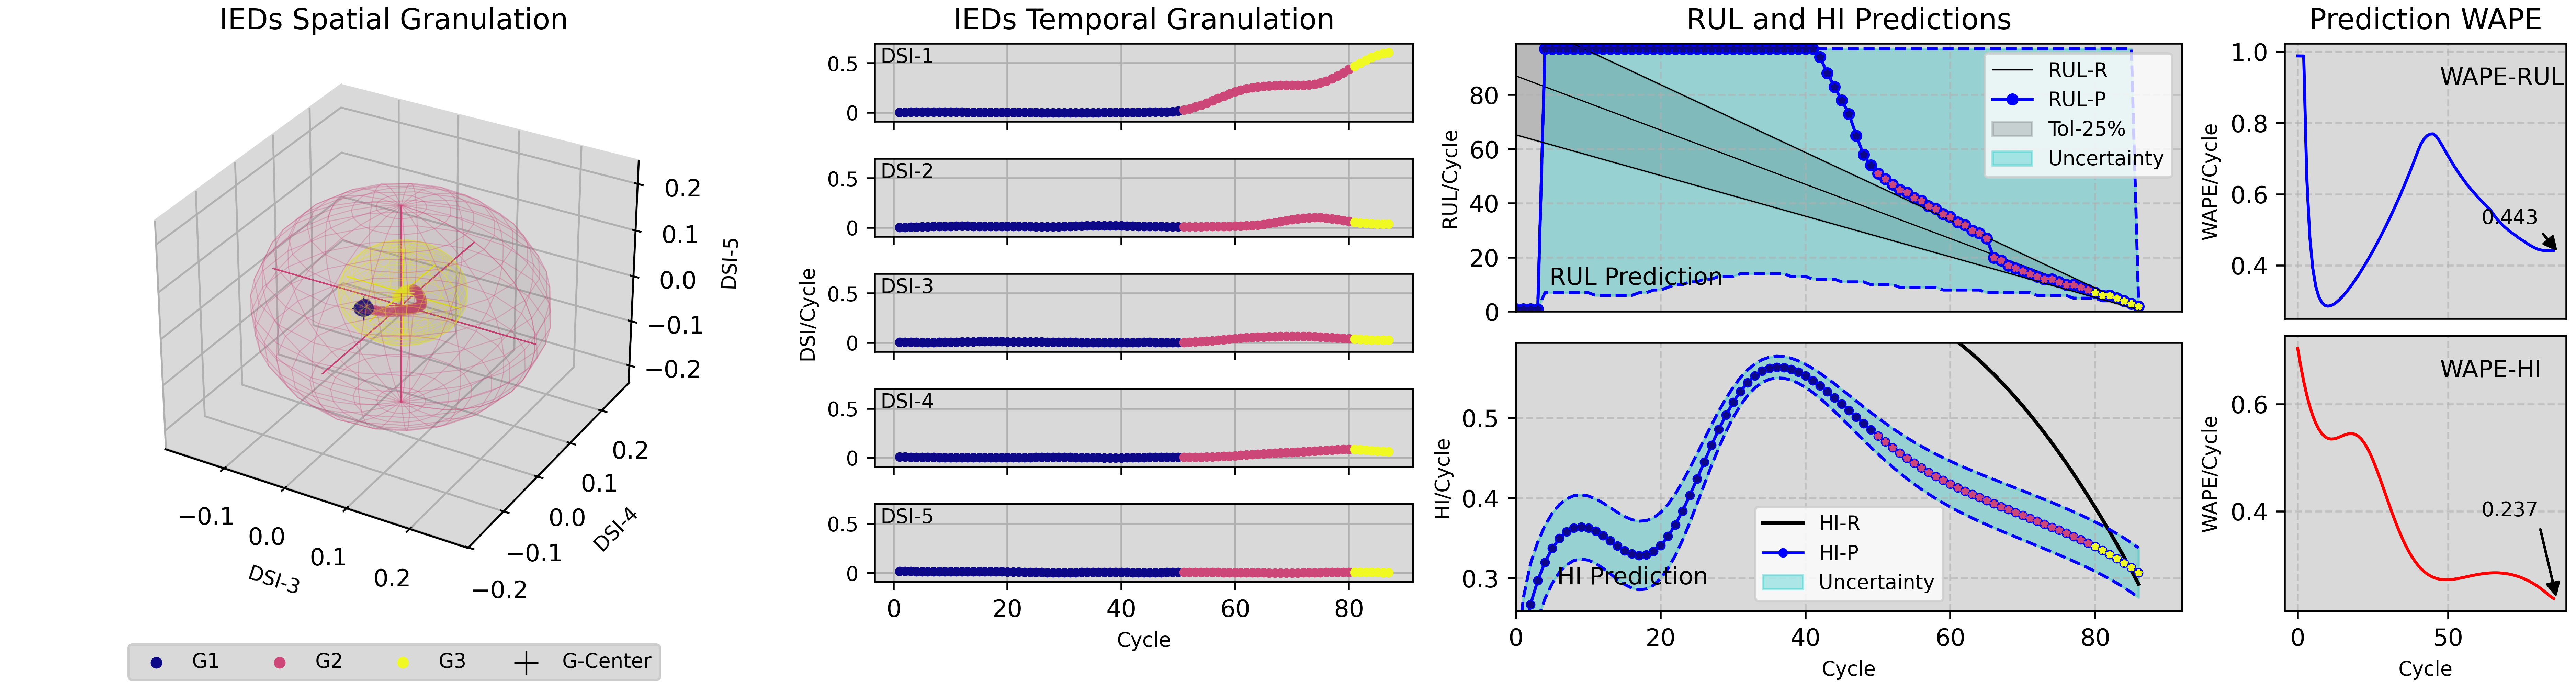 IEDs Spatial Granulation
0.2
0.1
0.0
−0.1
−0.2
DSI-5
−0.1
0.0
0.1
0.2
DSI-3
−0.2
−0.1
0.0
0.1
0.2
DSI-4
G1 G2 G3 G-Center
IEDs Temporal Granulation
DSI/Cycle
DSI-1
0.5
0
DSI-2
0.5
0
DSI-3
0.5
0
DSI-4
0.5
0
DSI-5
0.5
0
0 20 40 60 80
Cycle
RUL and HI Predictions
RUL/Cycle
80
60
40
20
0
RUL-R
RUL-P
Tol-25%
Uncertainty
RUL Prediction
HI/Cycle
0.5
0.4
0.3
HI-R
HI-P
Uncertainty
HI Prediction
0 20 40 60 80
Cycle
Prediction WAPE
WAPE/Cycle
1.0
0.8
0.6
0.4
WAPE-RUL
0.443
WAPE/Cycle
0.6
0.4
WAPE-HI
0.237
0 50
Cycle